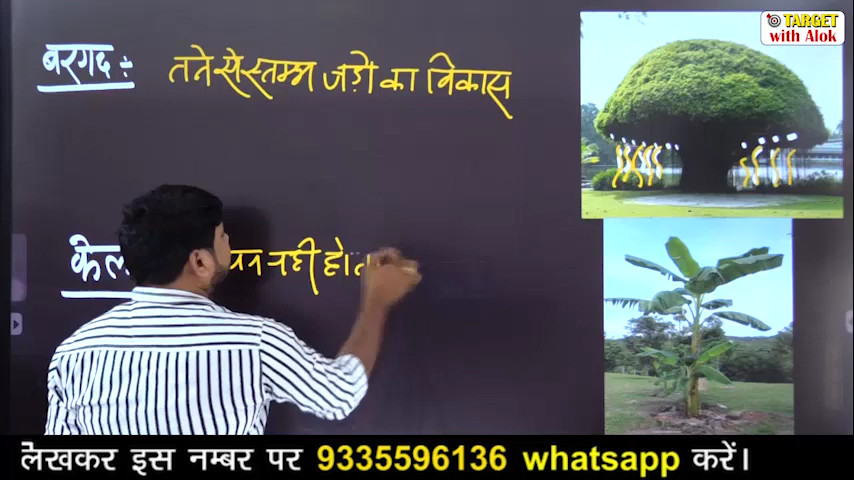 TARGET
with Alok
बरगद ÷ तने से स्तम्भ जड़ों का विकास
नही
लेखकर इस नम्बर पर 9335596136 whatsapp करें।